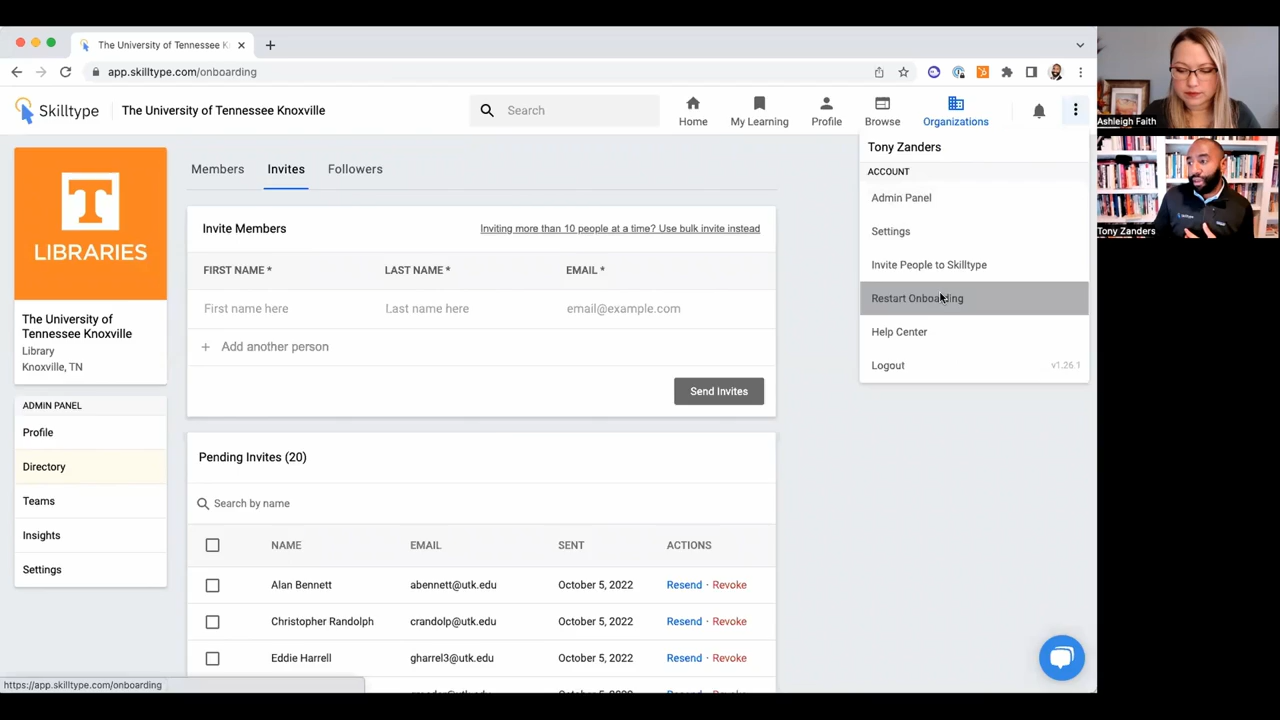 The University of Tennessee K
app.skilltype.com/onboarding
Skilltype
The University of Tennessee Knoxville
Search
Home
My Learning
Profile
Browse
Organizations
Ashleigh Faith
Tony Zanders
T
LIBRARIES
The University of
Tennessee Knoxville
Library
Knoxville, TN
ADMIN PANEL
Profile
Directory
Teams
Insights
Settings
Members
Invites
Followers
Invite Members
Inviting more than 10 people at a time? Use bulk invite instead
FIRST NAME *
LAST NAME *
EMAIL *
First name here
Last name here
email@example.com
+ Add another person
Send Invites
Pending Invites (20)
Search by name
NAME
EMAIL
SENT
ACTIONS
Alan Bennett
abennett@utk.edu
October 5, 2022
Resend · Revoke
Christopher Randolph
crandolp@utk.edu
October 5, 2022
Resend · Revoke
Eddie Harrell
gharrel3@utk.edu
October 5, 2022
Resend · Revoke
Tony Zanders
ACCOUNT
Admin Panel
Settings
Invite People to Skilltype
Restart Onboarding
Help Center
Logout
v1.26.1
https://app.skilltype.com/onboarding